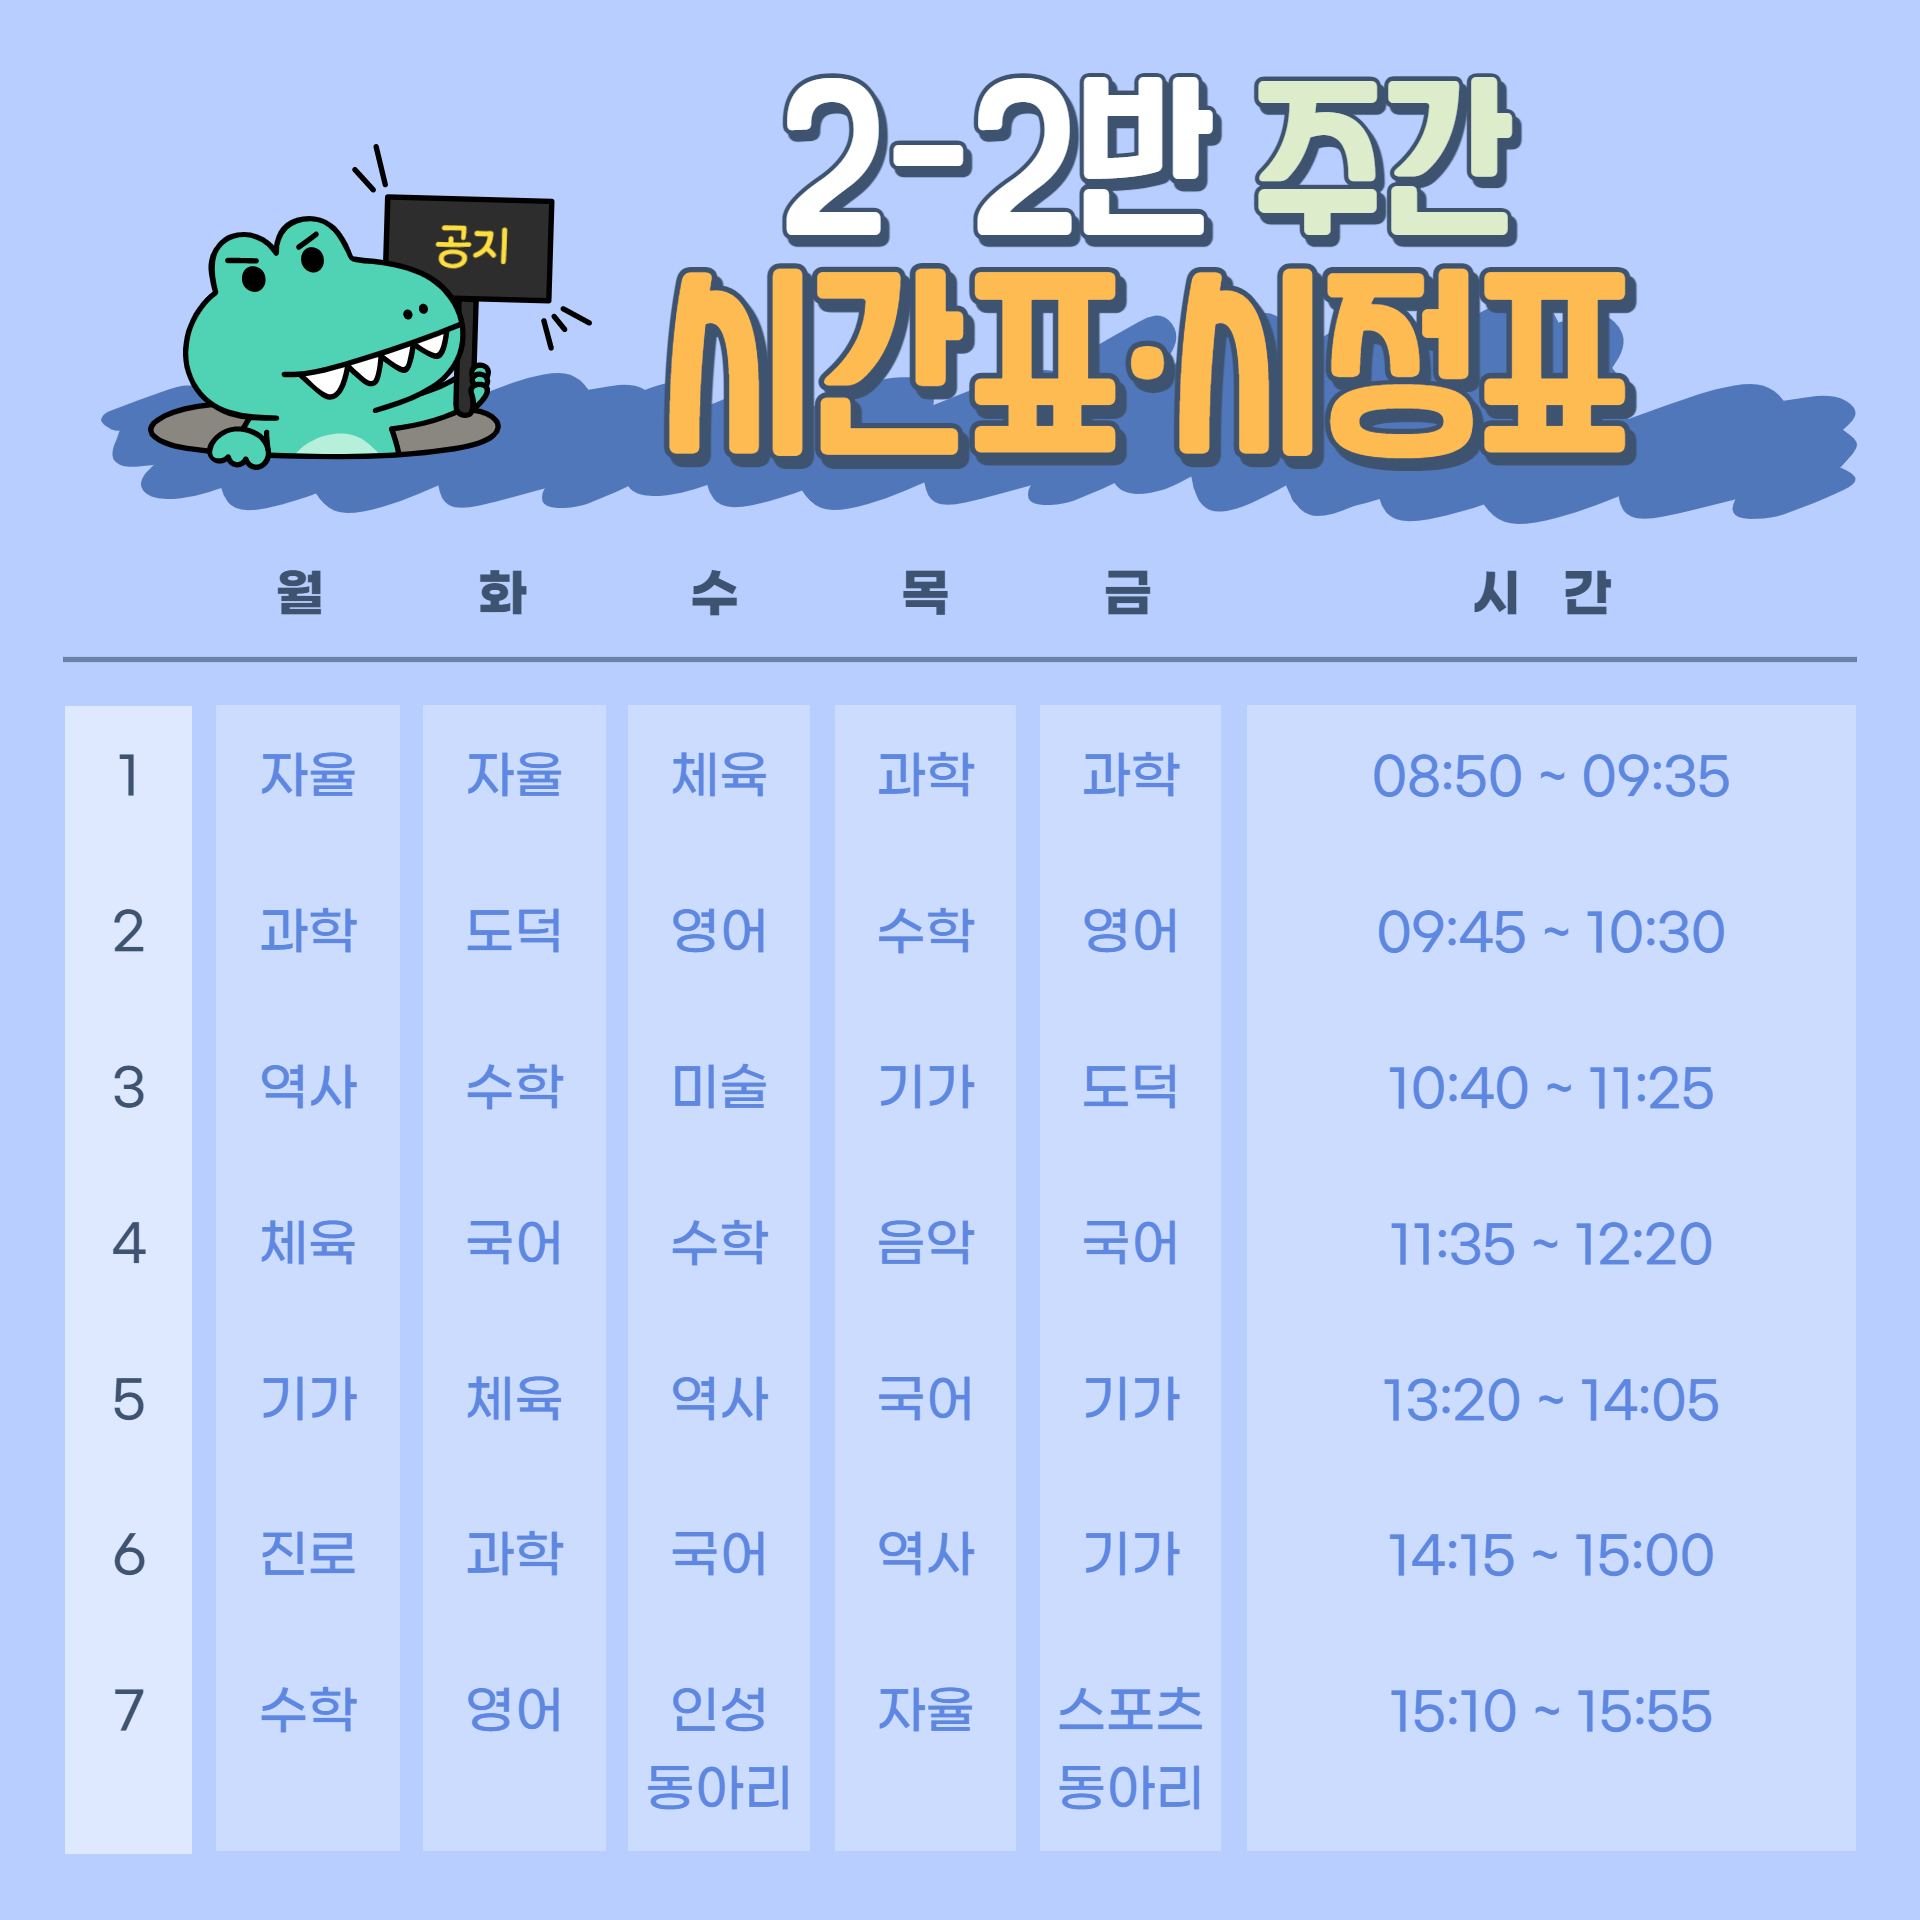 2-2반 주간
시간표·시정표
공지
월 화 수 목 금 시 간
1 자율 자율 체육 과학 과학 08:50 ~ 09:35
2 과학 도덕 영어 수학 영어 09:45 ~ 10:30
3 역사 수학 미술 기가 도덕 10:40 ~ 11:25
4 체육 국어 수학 음악 국어 11:35 ~ 12:20
5 기가 체육 역사 국어 기가 13:20 ~ 14:05
6 진로 과학 국어 역사 기가 14:15 ~ 15:00
7 수학 영어 인성 자율 스포츠 15:10 ~ 15:55
동아리 동아리